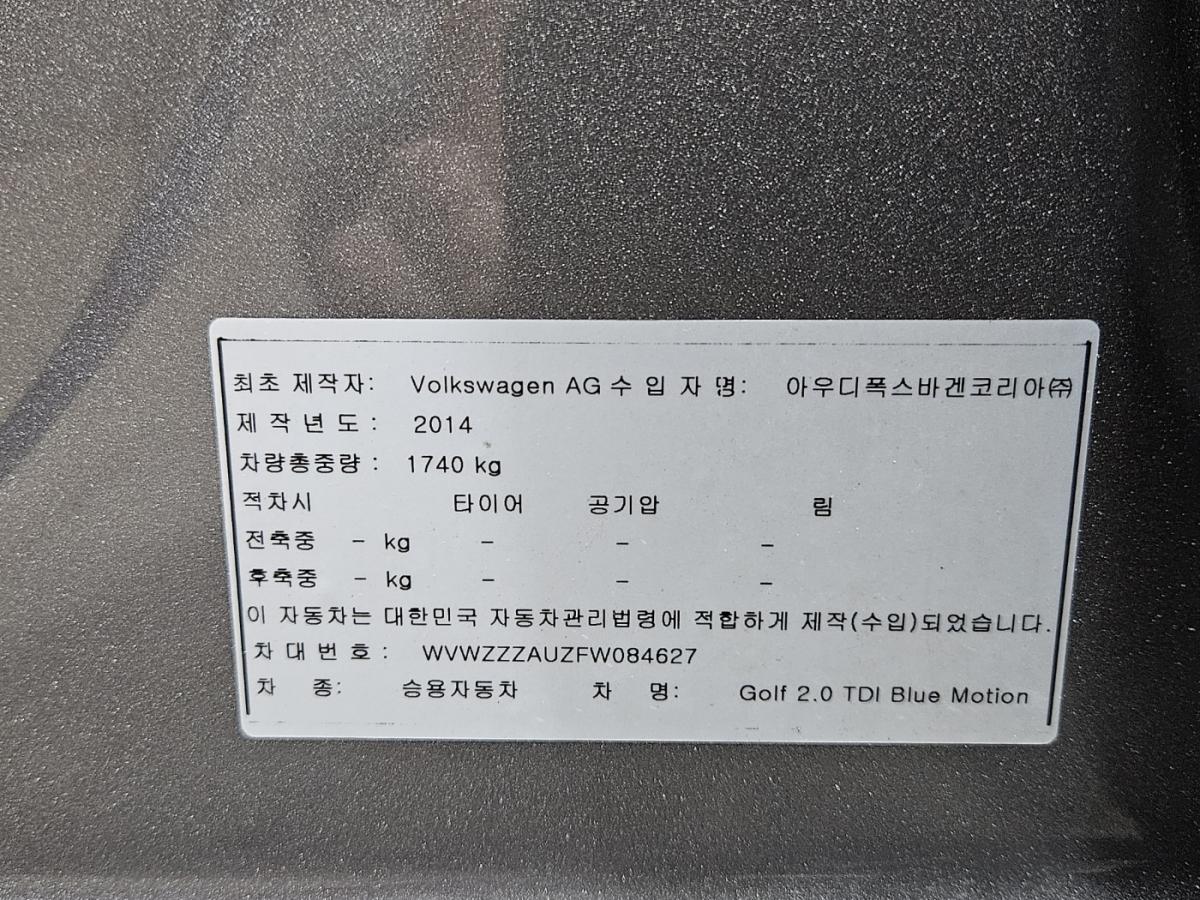 최초 제작자: Volkswagen AG 수 입 자 명: 아우디폭스바겐코리아㈜
제 작 년 도 : 2014
차량총중량 : 1740 kg
적차시 타이어 공기압 림
전축중 - kg - - -
후축중 - kg - - -
이 자동차는 대한민국 자동차관리법령에 적합하게 제작(수입)되었습니다.
차 대 번 호 : WVWZZZAUZFW084627
차 종: 승용자동차 차 명: Golf 2.0 TDI Blue Motion